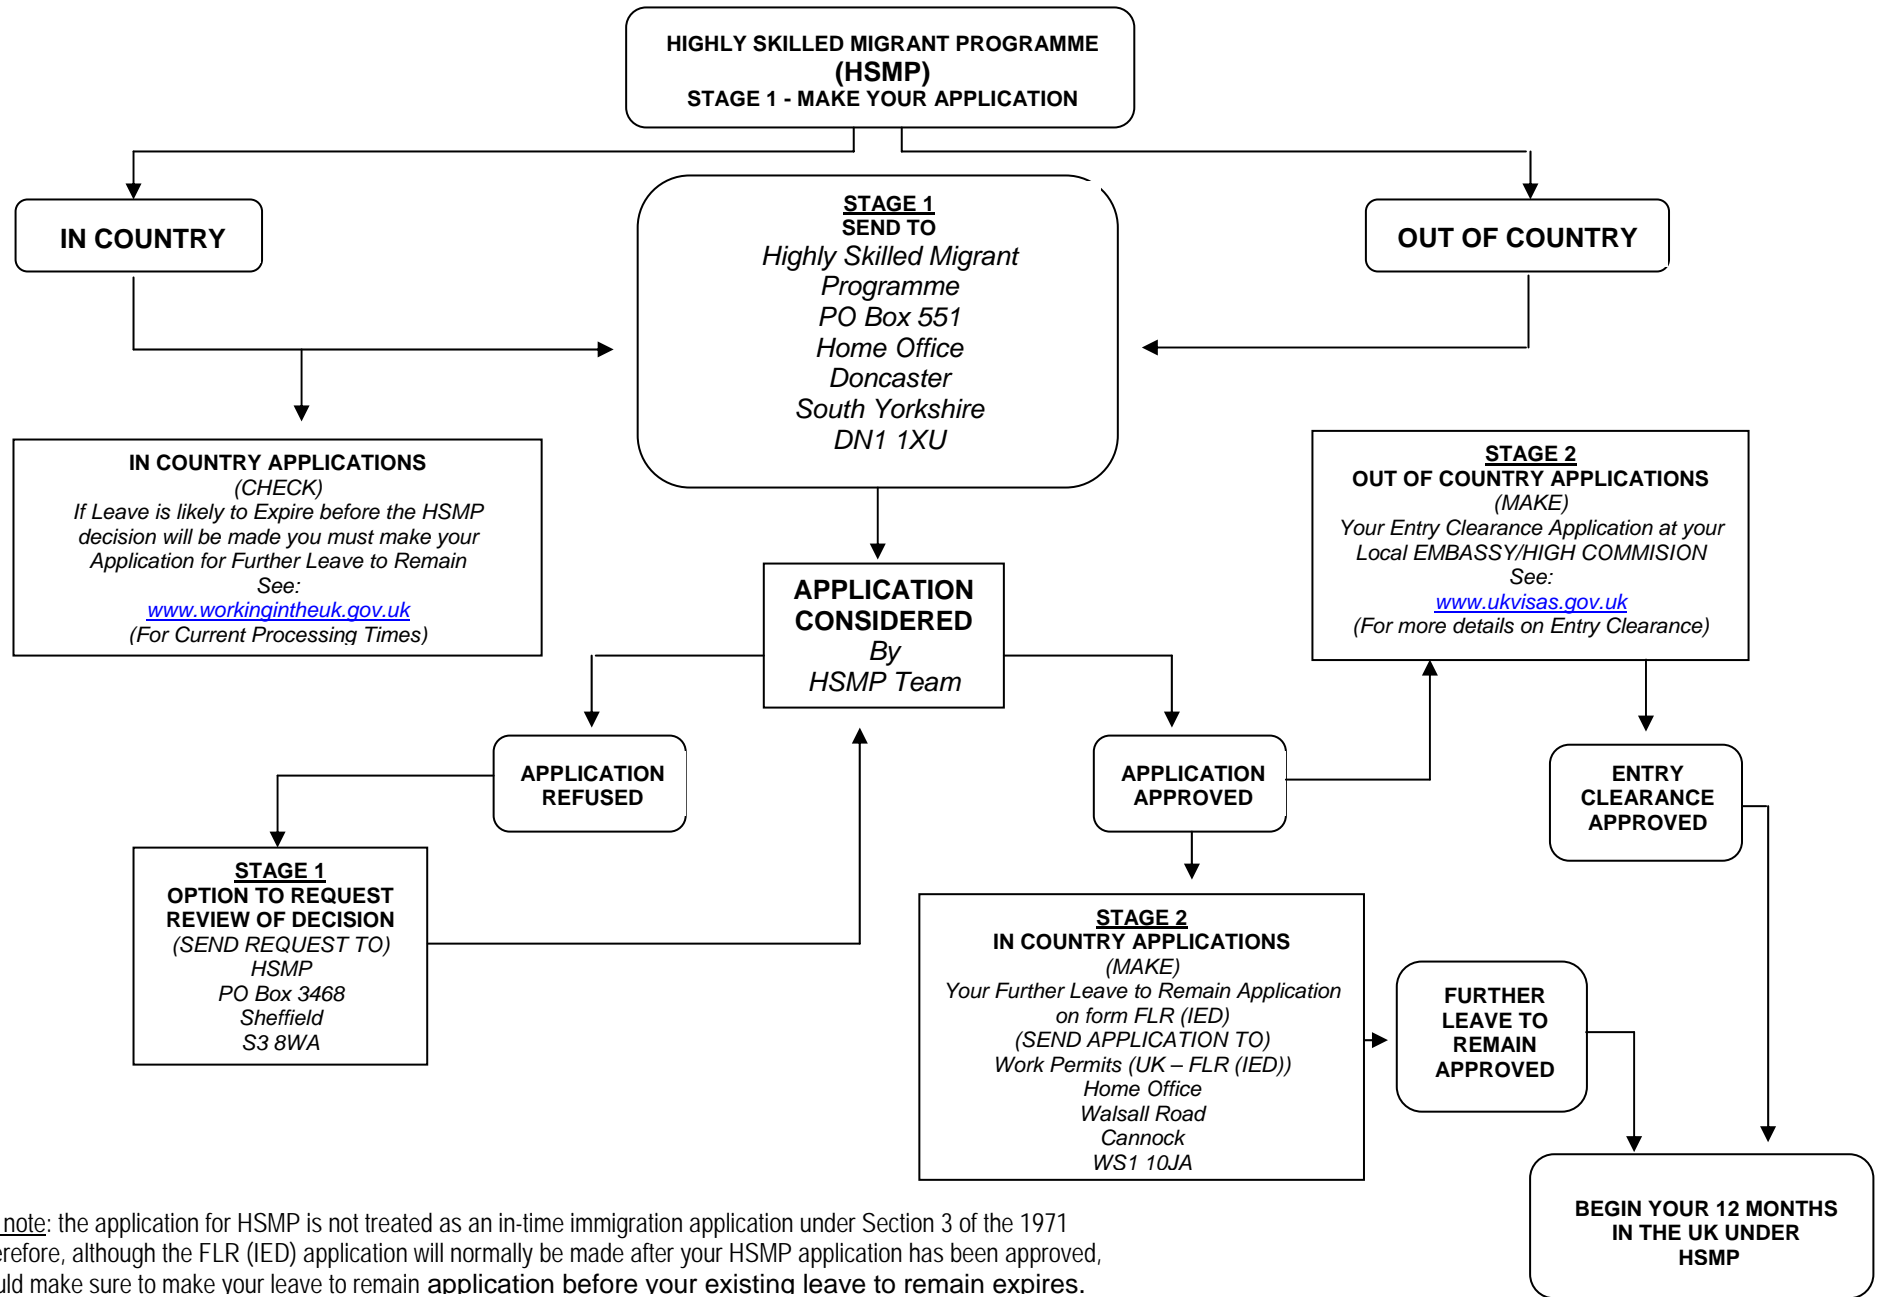 HIGHLY SKILLED MIGRANT PROGRAMME
(HSMP)
STAGE 1 - MAKE YOUR APPLICATION
IN COUNTRY
STAGE 1
SEND TO
Highly Skilled Migrant
Programme
PO Box 551
Home Office
Doncaster
South Yorkshire
DN1 1XU
OUT OF COUNTRY
IN COUNTRY APPLICATIONS
(CHECK)
If Leave is likely to Expire before the HSMP
decision will be made you must make your
Application for Further Leave to Remain
See:
www.workingintheuk.gov.uk
(For Current Processing Times)
STAGE 2
OUT OF COUNTRY APPLICATIONS
(MAKE)
Your Entry Clearance Application at your
Local EMBASSY/HIGH COMMISION
See:
www.ukvisas.gov.uk
(For more details on Entry Clearance)
APPLICATION
CONSIDERED
By
HSMP Team
APPLICATION
REFUSED
APPLICATION
APPROVED
ENTRY
CLEARANCE
APPROVED
STAGE 1
OPTION TO REQUEST
REVIEW OF DECISION
(SEND REQUEST TO)
HSMP
PO Box 3468
Sheffield
S3 8WA
STAGE 2
IN COUNTRY APPLICATIONS
(MAKE)
Your Further Leave to Remain Application
on form FLR (IED)
(SEND APPLICATION TO)
Work Permits (UK – FLR (IED))
Home Office
Walsall Road
Cannock
WS1 10JA
FURTHER
LEAVE TO
REMAIN
APPROVED
BEGIN YOUR 12 MONTHS
IN THE UK UNDER
HSMP
note: the application for HSMP is not treated as an in-time immigration application under Section 3 of the 1971
refore, although the FLR (IED) application will normally be made after your HSMP application has been approved,
uld make sure to make your leave to remain application before your existing leave to remain expires.